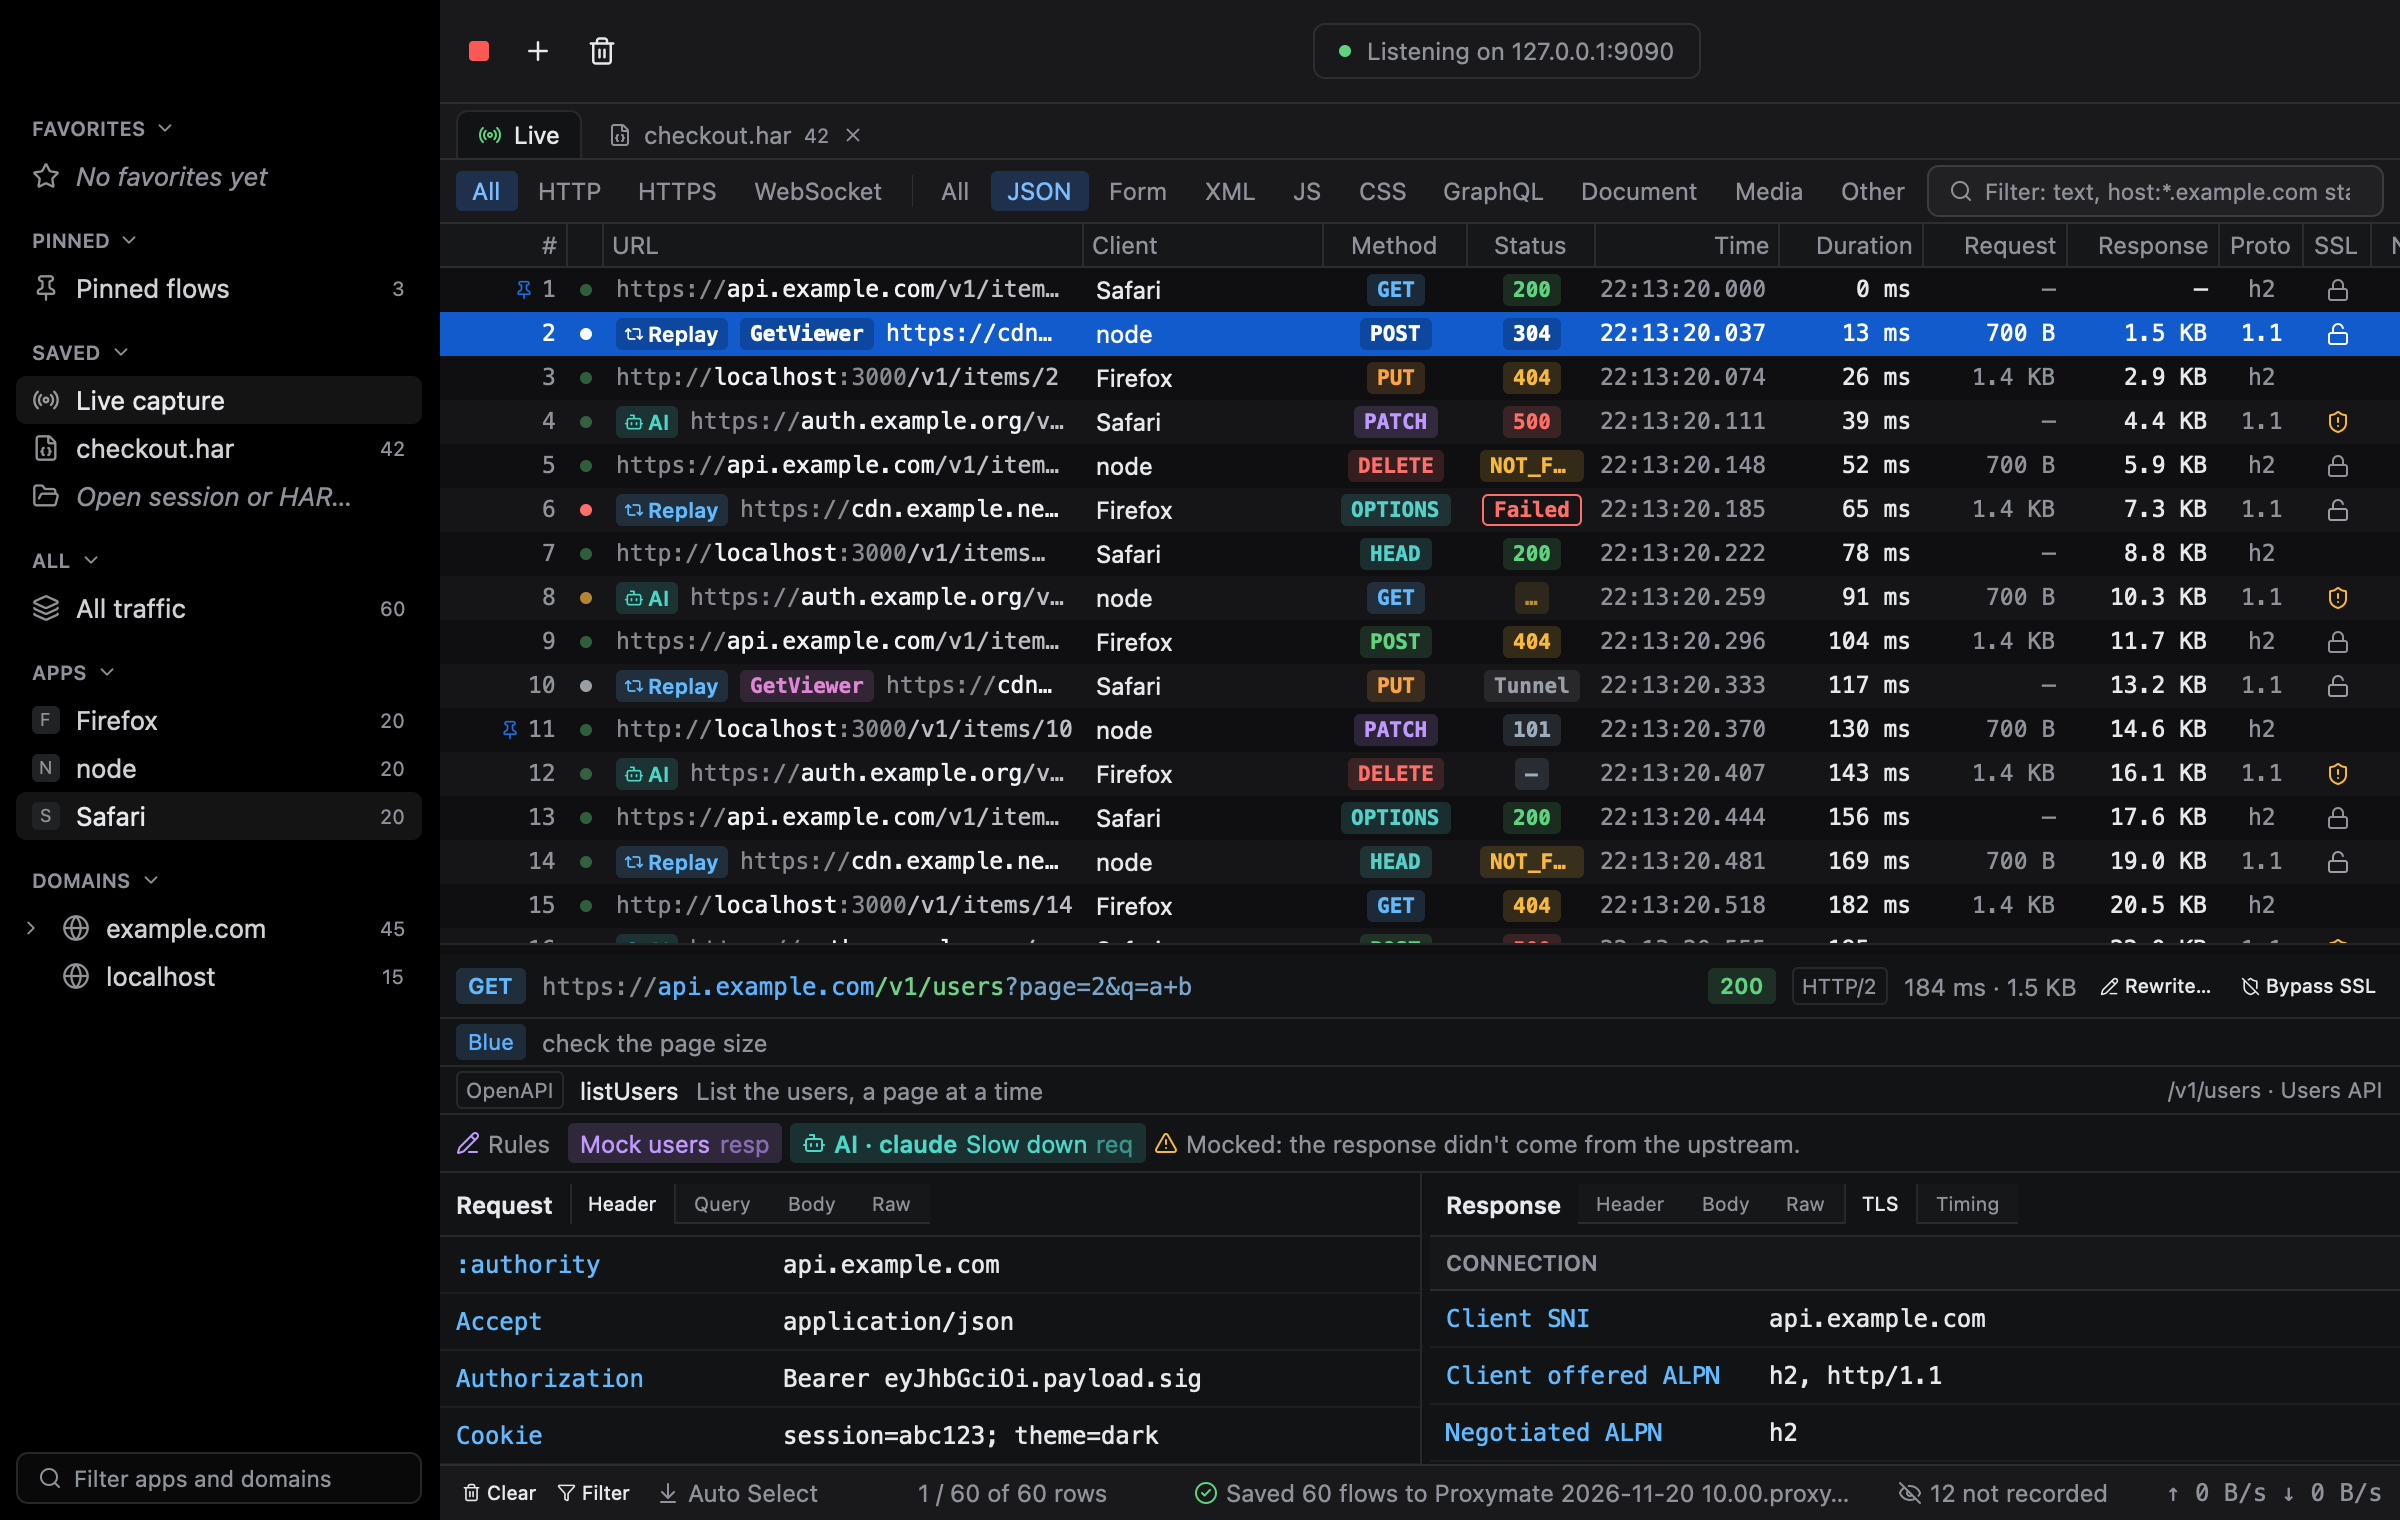 Listening on 127.0.0.1:9090
FAVORITES
No favorites yet
PINNED
Pinned flows 3
SAVED
Live capture
checkout.har 42
Open session or HAR…
ALL
All traffic 60
APPS
F Firefox 20
N node 20
S Safari 20
DOMAINS
example.com 45
localhost 15
Filter apps and domains
Live checkout.har 42
All HTTP HTTPS WebSocket All JSON Form XML JS CSS GraphQL Document Media Other Filter: text, host:*.example.com sta
# URL Client Method Status Time Duration Request Response Proto SSL
1 https://api.example.com/v1/item… Safari GET 200 22:13:20.000 0 ms — — h2
2 Replay GetViewer https://cdn… node POST 304 22:13:20.037 13 ms 700 B 1.5 KB 1.1
3 http://localhost:3000/v1/items/2 Firefox PUT 404 22:13:20.074 26 ms 1.4 KB 2.9 KB h2
4 AI https://auth.example.org/v… Safari PATCH 500 22:13:20.111 39 ms — 4.4 KB 1.1
5 https://api.example.com/v1/item… node DELETE NOT_F… 22:13:20.148 52 ms 700 B 5.9 KB h2
6 Replay https://cdn.example.ne… Firefox OPTIONS Failed 22:13:20.185 65 ms 1.4 KB 7.3 KB 1.1
7 http://localhost:3000/v1/items… Safari HEAD 200 22:13:20.222 78 ms — 8.8 KB h2
8 AI https://auth.example.org/v… node GET … 22:13:20.259 91 ms 700 B 10.3 KB 1.1
9 https://api.example.com/v1/item… Firefox POST 404 22:13:20.296 104 ms 1.4 KB 11.7 KB h2
10 Replay GetViewer https://cdn… Safari PUT Tunnel 22:13:20.333 117 ms — 13.2 KB 1.1
11 http://localhost:3000/v1/items/10 node PATCH 101 22:13:20.370 130 ms 700 B 14.6 KB h2
12 AI https://auth.example.org/v… Firefox DELETE — 22:13:20.407 143 ms 1.4 KB 16.1 KB 1.1
13 https://api.example.com/v1/item… Safari OPTIONS 200 22:13:20.444 156 ms — 17.6 KB h2
14 Replay https://cdn.example.ne… node HEAD NOT_F… 22:13:20.481 169 ms 700 B 19.0 KB 1.1
15 http://localhost:3000/v1/items/14 Firefox GET 404 22:13:20.518 182 ms 1.4 KB 20.5 KB h2
GET https://api.example.com/v1/users?page=2&q=a+b 200 HTTP/2 184 ms · 1.5 KB Rewrite… Bypass SSL
Blue check the page size
OpenAPI listUsers List the users, a page at a time /v1/users · Users API
Rules Mock users resp AI · claude Slow down req Mocked: the response didn't come from the upstream.
Request Header Query Body Raw
:authority api.example.com
Accept application/json
Authorization Bearer eyJhbGciOi.payload.sig
Cookie session=abc123; theme=dark
Response Header Body Raw TLS Timing
CONNECTION
Client SNI api.example.com
Client offered ALPN h2, http/1.1
Negotiated ALPN h2
Clear Filter Auto Select 1 / 60 of 60 rows Saved 60 flows to Proxymate 2026-11-20 10.00.proxy… 12 not recorded ↑ 0 B/s ↓ 0 B/s